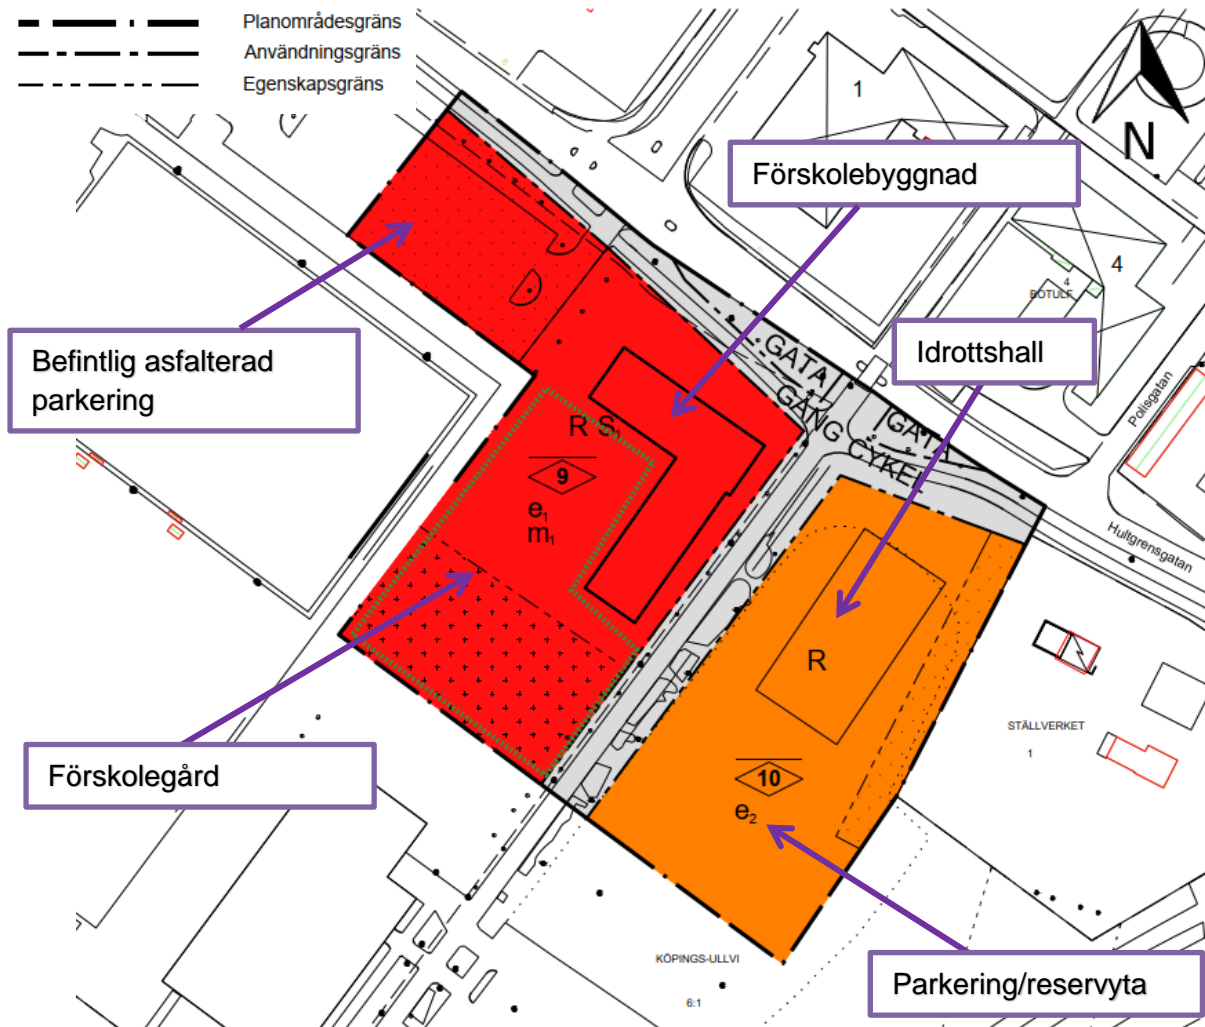 Planområdesgräns
Användningsgräns
Egenskapsgräns
1
N
Förskolebyggnad
4
4
BOTULF
Idrottshall
Befintlig asfalterad
parkering
GATA
GATA
GÅNG CYKEL
Polisgatan
Hultgrensgatan
R S1
9
e1
m1
R
STÄLLVERKET
1
Förskolegård
10
e2
KÖPINGS-ULLVI
6:1
Parkering/reservyta